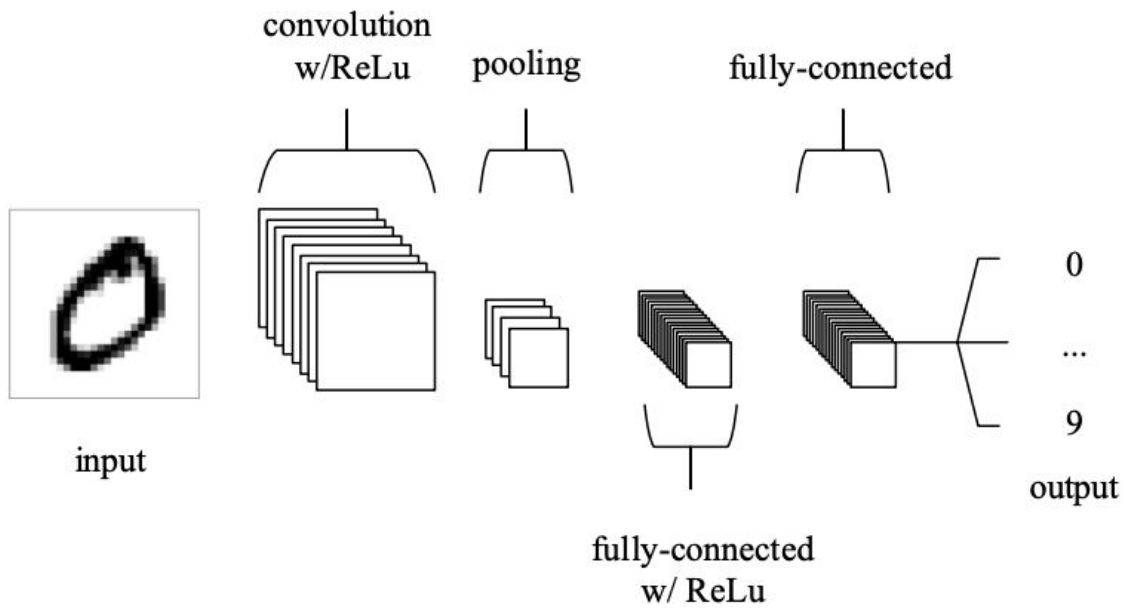 convolution
w/ReLu
pooling
fully-connected
input
0
...
9
output
fully-connected
w/ ReLu